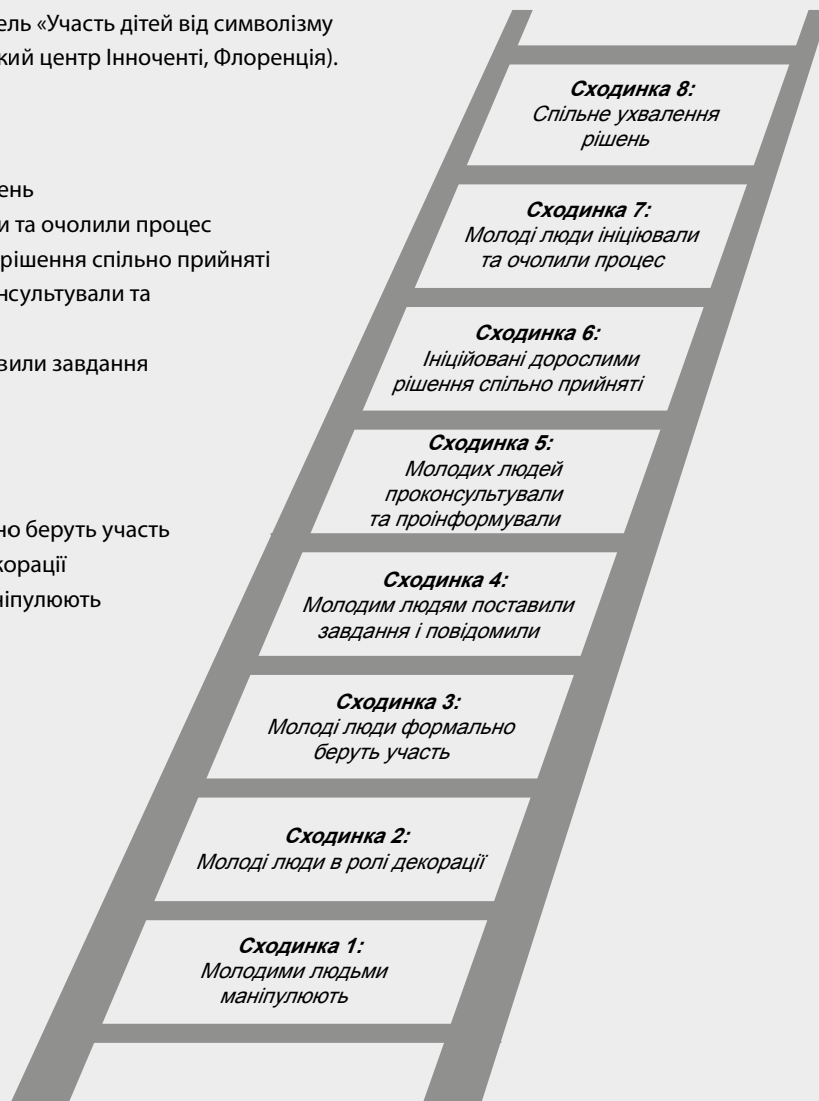 ель «Участь дітей від символізму
кий центр Інноченті, Флоренція).
ень
и та очолили процес
рішення спільно прийняті
нсультували та
вили завдання
но беруть участь
корації
ніпулюють
Сходинка 8:
Спільне ухвалення
рішень
Сходинка 7:
Молоді люди ініціювали
та очолили процес
Сходинка 6:
Ініційовані дорослими
рішення спільно прийняті
Сходинка 5:
Молодих людей
проконсультували
та проінформували
Сходинка 4:
Молодим людям поставили
завдання і повідомили
Сходинка 3:
Молоді люди формально
беруть участь
Сходинка 2:
Молоді люди в ролі декорації
Сходинка 1:
Молодими людьми
маніпулюють